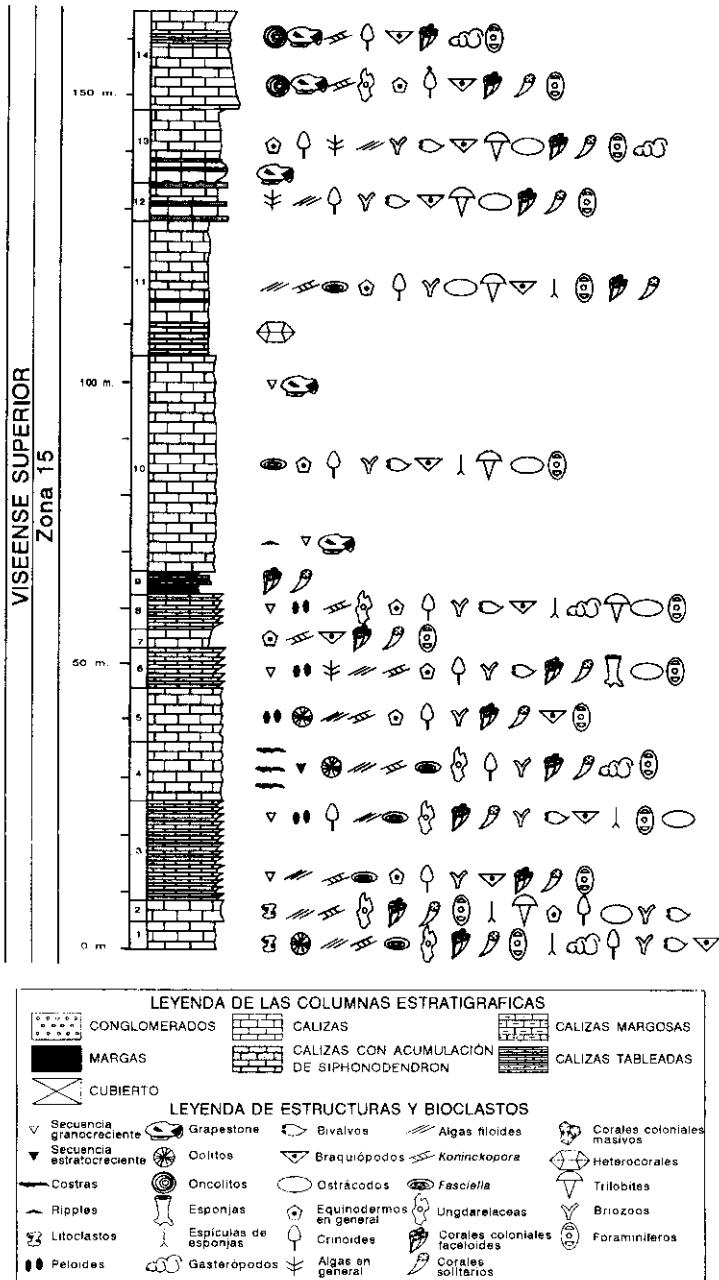 VISEENSE SUPERIOR
Zona 15
150 m.
100 m.
50 m.
0 m
14
13
12
11
10
9
8
7
6
5
4
3
2
1
LEYENDA DE LAS COLUMNAS ESTRATIGRAFICAS
CONGLOMERADOS
CALIZAS
CALIZAS MARGOSAS
MARGAS
CALIZAS CON ACUMULACIÓN
DE SIPHONODENDRON
CALIZAS TABLEADAS
CUBIERTO
LEYENDA DE ESTRUCTURAS Y BIOCLASTOS
Secuencia
granocreciente
Grapestone
Bivalvos
Algas filoides
Corales coloniales
masivos
Secuencia
estratocreciente
Oolitos
Braquiópodos
Koninckopora
Heterocorales
Costras
Oncolitos
Ostrácodos
Fasciella
Trilobites
Ripples
Esponjas
Equinodermos
en general
Ungdarelaceas
Briozoos
Litoclastos
Espículas de
esponjas
Crinoides
Corales coloniales
faceloides
Foraminíferos
Peloides
Gasterópodos
Algas en
general
Corales
solitarios